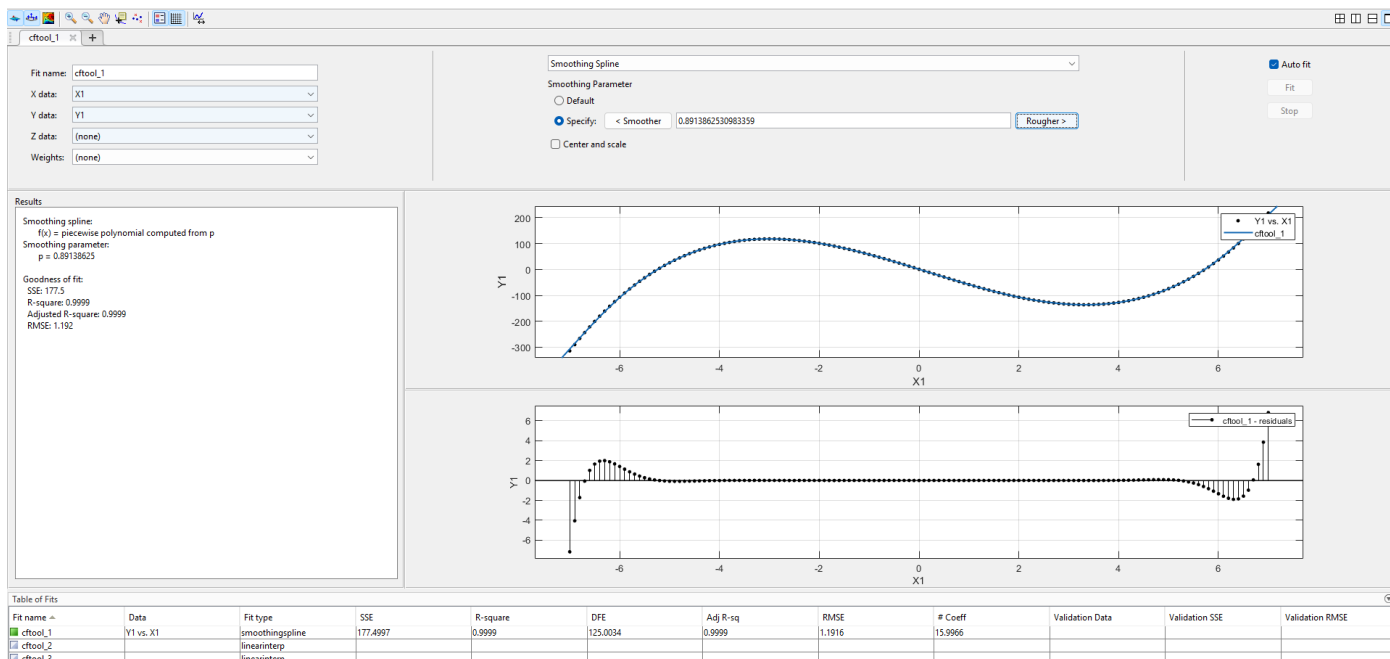 cftool_1
+
Fit name: cftool_1
X data: X1
Y data: Y1
Z data: (none)
Weights: (none)
Smoothing Spline
Smoothing Parameter
Default
Specify: < Smoother 0.8913862530983359 Rougher >
Center and scale
Auto fit
Fit
Stop
Results
Smoothing spline:
f(x) = piecewise polynomial computed from p
Smoothing parameter:
p = 0.89138625
Goodness of fit:
SSE: 177.5
R-square: 0.9999
Adjusted R-square: 0.9999
RMSE: 1.192
200
100
0
-100
-200
-300
Y1
-6 -4 -2 0 2 4 6
X1
Y1 vs. X1
cftool_1
6
4
2
0
-2
-4
-6
Y1
-6 -4 -2 0 2 4 6
X1
cftool_1 - residuals
Table of Fits
Fit name Data Fit type SSE R-square DFE Adj R-sq RMSE # Coeff Validation Data Validation SSE Validation RMSE
cftool_1 Y1 vs. X1 smoothingspline 177.4997 0.9999 125.0034 0.9999 1.1916 15.9966
cftool_2 linearinterp
cftool_3 linearinterp